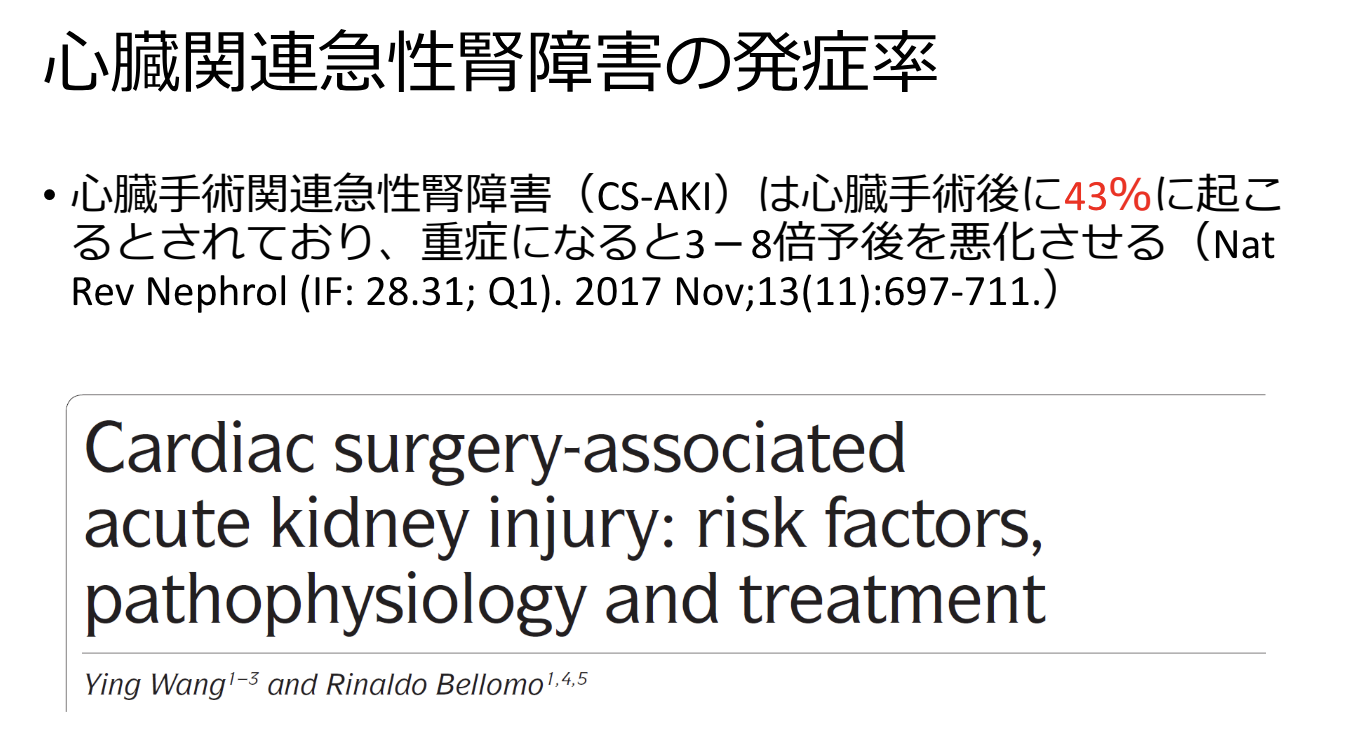 心臓関連急性腎障害の発症率
• 心臓手術関連急性腎障害（CS-AKI）は心臓手術後に43%に起こ
るとされており、重症になると3－8倍予後を悪化させる（Nat
Rev Nephrol (IF: 28.31; Q1). 2017 Nov;13(11):697-711.）
Cardiac surgery-associated
acute kidney injury: risk factors,
pathophysiology and treatment
Ying Wang1–3 and Rinaldo Bellomo1,4,5